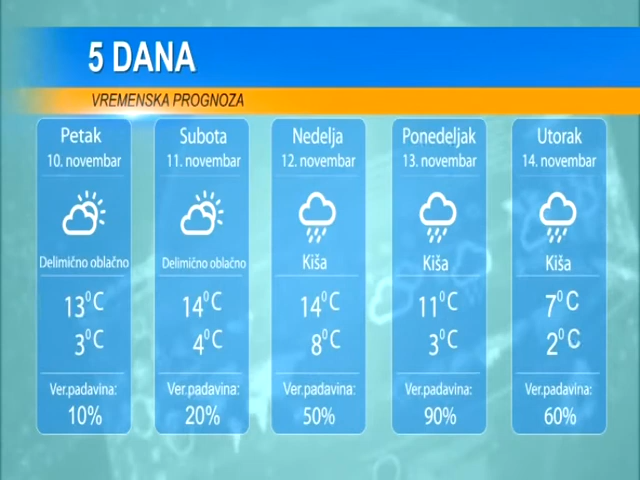 5 DANA
VREMENSKA PROGNOZA
Petak
10. novembar
Delimično oblačno
13°C
3°C
Ver.padavina:
10%
Subota
11. novembar
Delimično oblačno
14°C
4°C
Ver.padavina:
20%
Nedelja
12. novembar
Kiša
14°C
8°C
Ver.padavina:
50%
Ponedeljak
13. novembar
Kiša
11°C
3°C
Ver.padavina:
90%
Utorak
14. novembar
Kiša
7°C
2°C
Ver.padavina:
60%